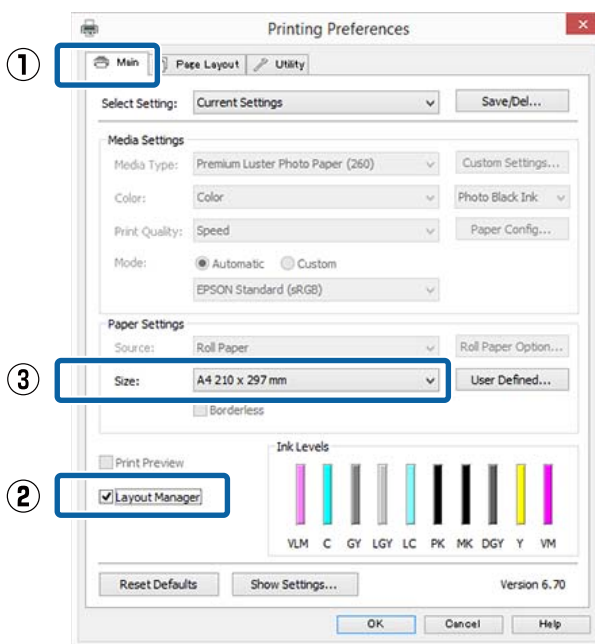 Printing Preferences
① Main Page Layout Utility
Select Setting: Current Settings Save/Del...
Media Settings
Media Type: Premium Luster Photo Paper (260) Custom Settings...
Color: Color Photo Black Ink
Print Quality: Speed Paper Config...
Mode: Automatic Custom
EPSON Standard (sRGB)
Paper Settings
Source: Roll Paper Roll Paper Option...
③ Size: A4 210 x 297 mm User Defined...
Borderless
Ink Levels
Print Preview
② Layout Manager
VLM C GY LGY LC PK MK DGY Y VM
Reset Defaults Show Settings... Version 6.70
OK Cancel Help